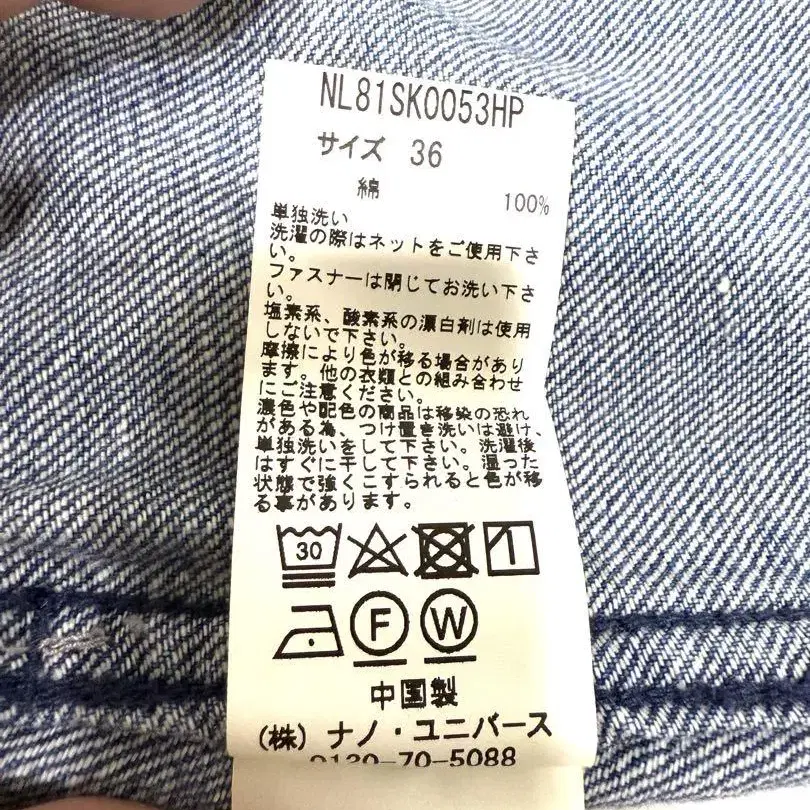 NL81SK0053HP
サイズ 36
綿 100%
単独洗い
洗濯の際はネットをご使用下さ
い。
ファスナーは閉じてお洗い下さ
い。
塩素系、酸素系の漂白剤は使用
しないで下さい。
摩擦により色が移る場合があり
ます。他の衣類との組み合わせ
にご注意ください。
濃色や配色の商品は移染の恐れ
がある為、つけ置き洗いは避け、
単独洗いをして下さい。洗濯後
はすぐに干して下さい。湿った
状態で強くこすられると色が移
る事があります。
30
F W
中国製
(株) ナノ・ユニバース
0120-70-5088